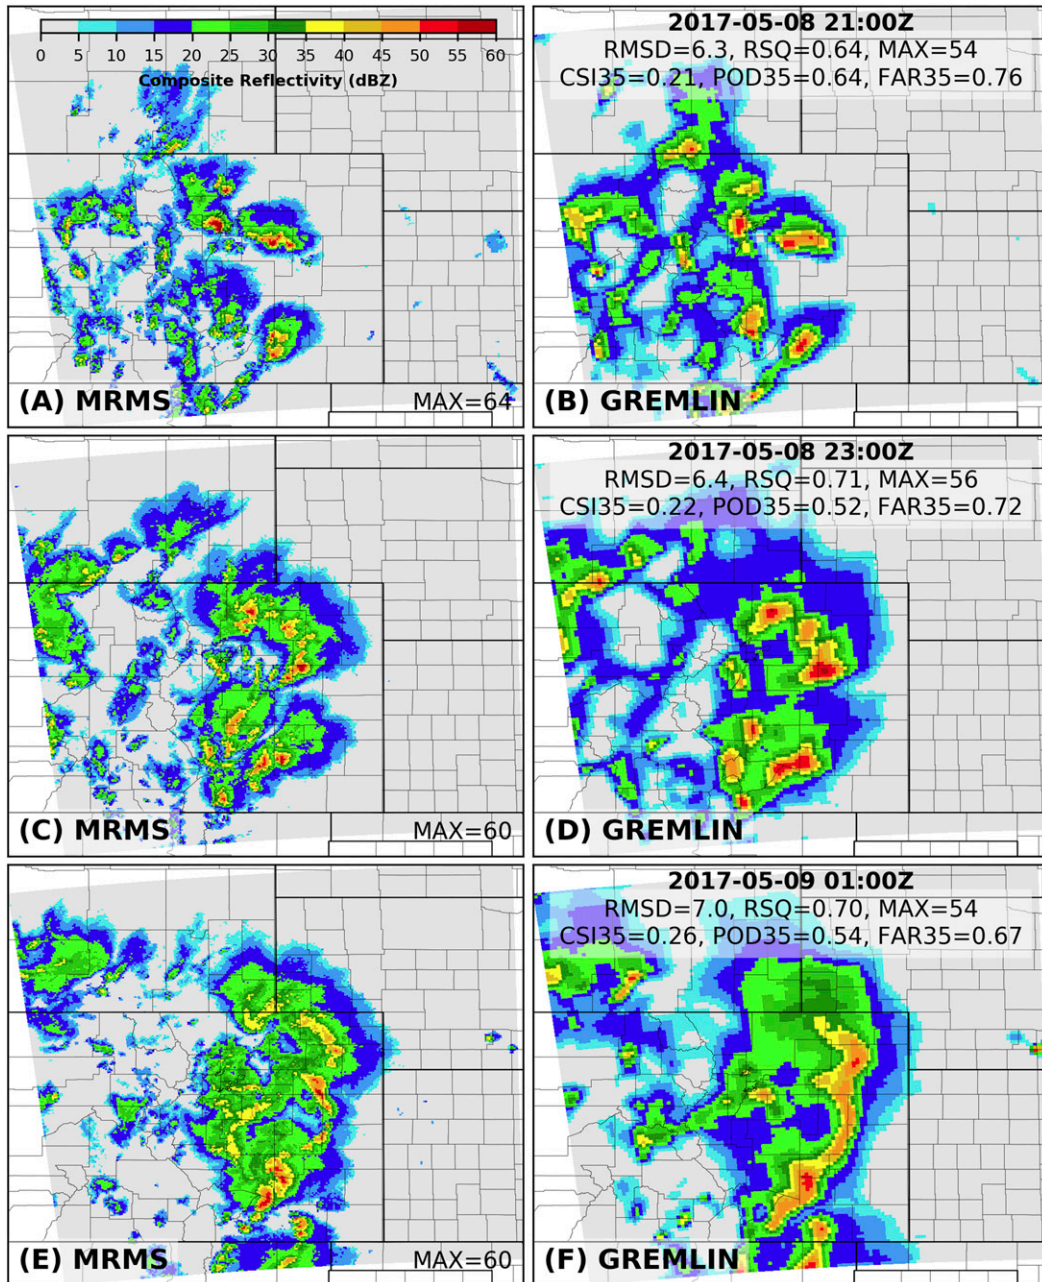 0 5 10 15 20 25 30 35 40 45 50 55 60
Composite Reflectivity (dBZ)
(A) MRMS
MAX=64
2017-05-08 21:00Z
RMSD=6.3, RSQ=0.64, MAX=54
CSI35=0.21, POD35=0.64, FAR35=0.76
(B) GREMLIN
(C) MRMS
MAX=60
2017-05-08 23:00Z
RMSD=6.4, RSQ=0.71, MAX=56
CSI35=0.22, POD35=0.52, FAR35=0.72
(D) GREMLIN
(E) MRMS
MAX=60
2017-05-09 01:00Z
RMSD=7.0, RSQ=0.70, MAX=54
CSI35=0.26, POD35=0.54, FAR35=0.67
(F) GREMLIN